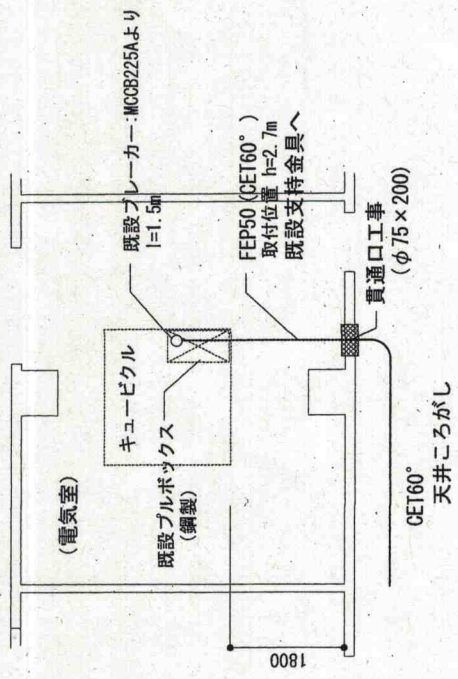 (電気室)
キュービクル
既設プルボックス
(鋼製)
既設ブレーカー:MCCB225Aより
l=1.5m
FEP50(CET60°)
取付位置 h=2.7m
既設支持金具へ
貫通口工事
(φ75×200)
CET60°
天井ころがし
1800